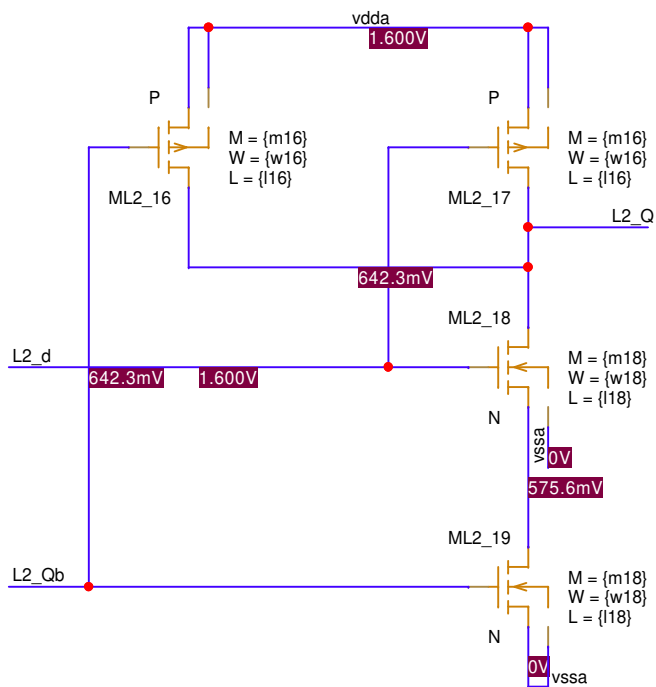 vdda
1.600V
P
M = {m16}
W = {w16}
L = {l16}
ML2_16
P
M = {m16}
W = {w16}
L = {l16}
ML2_17
L2_Q
642.3mV
ML2_18
L2_d
642.3mV
1.600V
M = {m18}
W = {w18}
L = {l18}
N
vssa
0V
575.6mV
ML2_19
L2_Qb
M = {m18}
W = {w18}
L = {l18}
N
0V
vssa